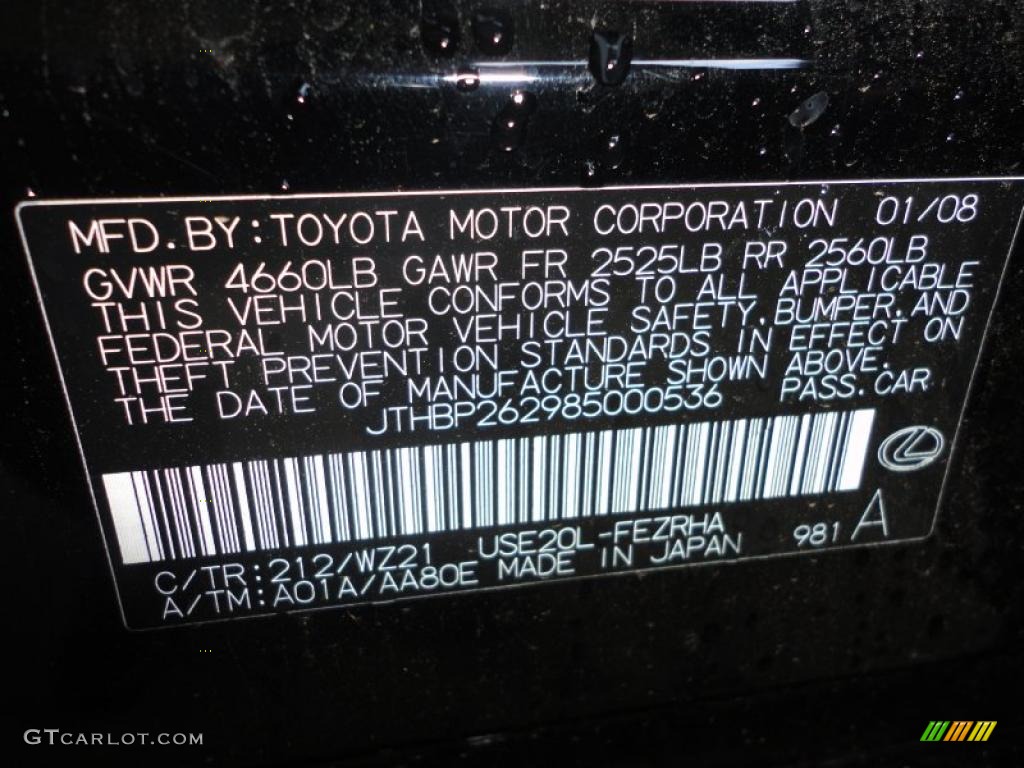 MFD.BY:TOYOTA MOTOR CORPORATION 01/08
GVWR 4660LB GAWR FR 2525LB RR 2560LB
THIS VEHICLE CONFORMS TO ALL APPLICABLE
FEDERAL MOTOR VEHICLE SAFETY,BUMPER,AND
THEFT PREVENTION STANDARDS IN EFFECT ON
THE DATE OF MANUFACTURE SHOWN ABOVE.
JTHBP262985000536 PASS.CAR
C/TR:212/WZ21 USE20L-FEZRHA 981 A
A/TM:A01A/AA80E MADE IN JAPAN
GTCARLOT.COM